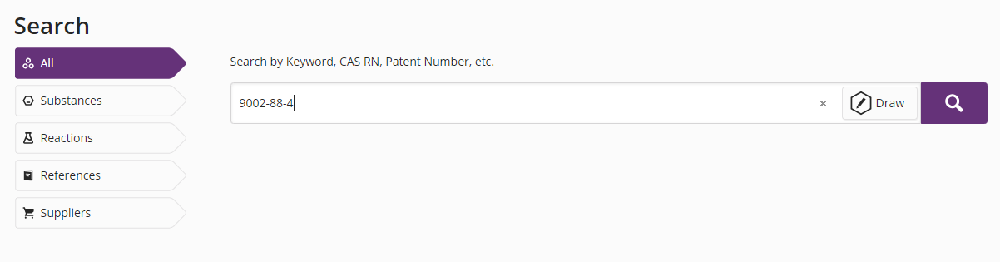 Search
All
Substances
Reactions
References
Suppliers
Search by Keyword, CAS RN, Patent Number, etc.
9002-88-4
Draw